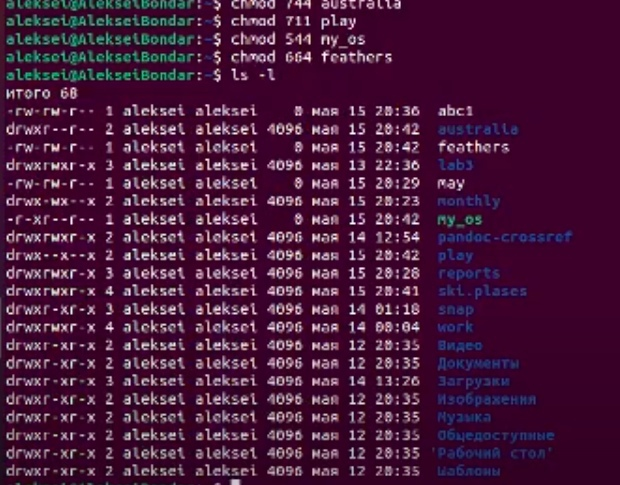 aleksei@AlekseiBondar:~$ chmod 744 australia
aleksei@AlekseiBondar:~$ chmod 711 play
aleksei@AlekseiBondar:~$ chmod 544 my_os
aleksei@AlekseiBondar:~$ chmod 664 feathers
aleksei@AlekseiBondar:~$ ls -l
итого 68
-rw-rw-r-- 1 aleksei aleksei 0 мая 15 20:36 abc1
drwxr--r-- 2 aleksei aleksei 4096 мая 15 20:42 australia
-rw-rw-r-- 1 aleksei aleksei 0 мая 15 20:42 feathers
drwxrwxr-x 3 aleksei aleksei 4096 мая 13 22:36 lab3
-rw-rw-r-- 1 aleksei aleksei 0 мая 15 20:29 may
drwx-wx--x 2 aleksei aleksei 4096 мая 15 20:23 monthly
-r-xr--r-- 1 aleksei aleksei 0 мая 15 20:42 my_os
drwxrwxr-x 2 aleksei aleksei 4096 мая 14 12:54 pandoc-crossref
drwx--x--x 2 aleksei aleksei 4096 мая 15 20:42 play
drwxrwxr-x 3 aleksei aleksei 4096 мая 15 20:28 reports
drwxrwxr-x 4 aleksei aleksei 4096 мая 15 20:41 ski.plases
drwxr-xr-x 3 aleksei aleksei 4096 мая 14 01:18 snap
drwxrwxr-x 4 aleksei aleksei 4096 мая 14 00:04 work
drwxr-xr-x 2 aleksei aleksei 4096 мая 12 20:35 Видео
drwxr-xr-x 2 aleksei aleksei 4096 мая 12 20:35 Документы
drwxr-xr-x 3 aleksei aleksei 4096 мая 14 13:26 Загрузки
drwxr-xr-x 2 aleksei aleksei 4096 мая 12 20:35 Изображения
drwxr-xr-x 2 aleksei aleksei 4096 мая 12 20:35 Музыка
drwxr-xr-x 2 aleksei aleksei 4096 мая 12 20:35 Общедоступные
drwxr-xr-x 2 aleksei aleksei 4096 мая 12 20:35 'Рабочий стол'
drwxr-xr-x 2 aleksei aleksei 4096 мая 12 20:35 Шаблоны